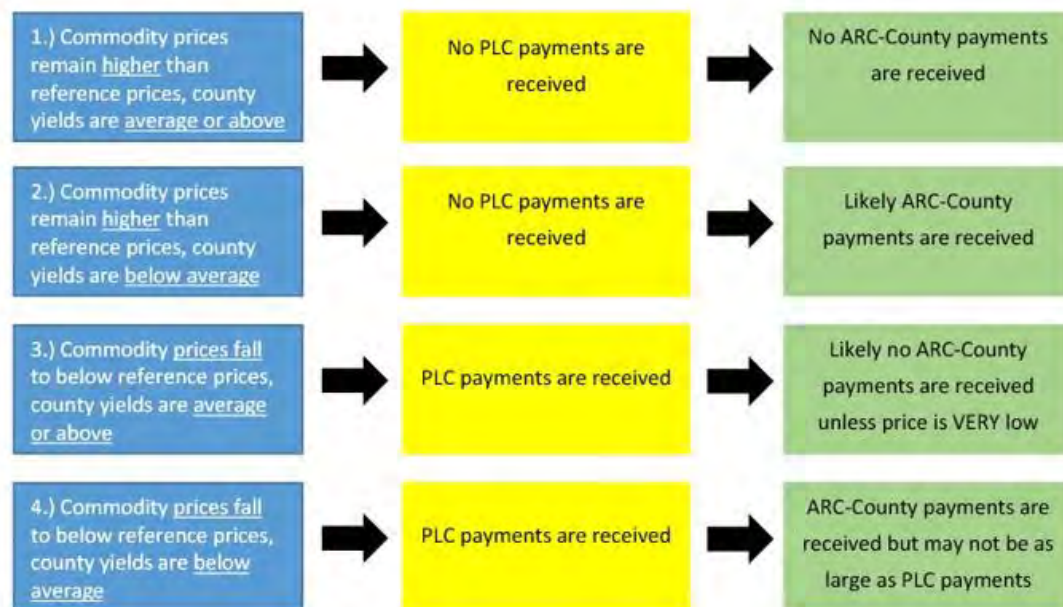 1.) Commodity prices
remain higher than
reference prices, county
yields are average or above
No PLC payments are
received
No ARC-County payments
are received
2.) Commodity prices
remain higher than
reference prices, county
yields are below average
No PLC payments are
received
Likely ARC-County
payments are received
3.) Commodity prices fall
to below reference prices,
county yields are average
or above
PLC payments are received
Likely no ARC-County
payments are received
unless price is VERY low
4.) Commodity prices fall
to below reference prices,
county yields are below
average
PLC payments are received
ARC-County payments are
received but may not be as
large as PLC payments